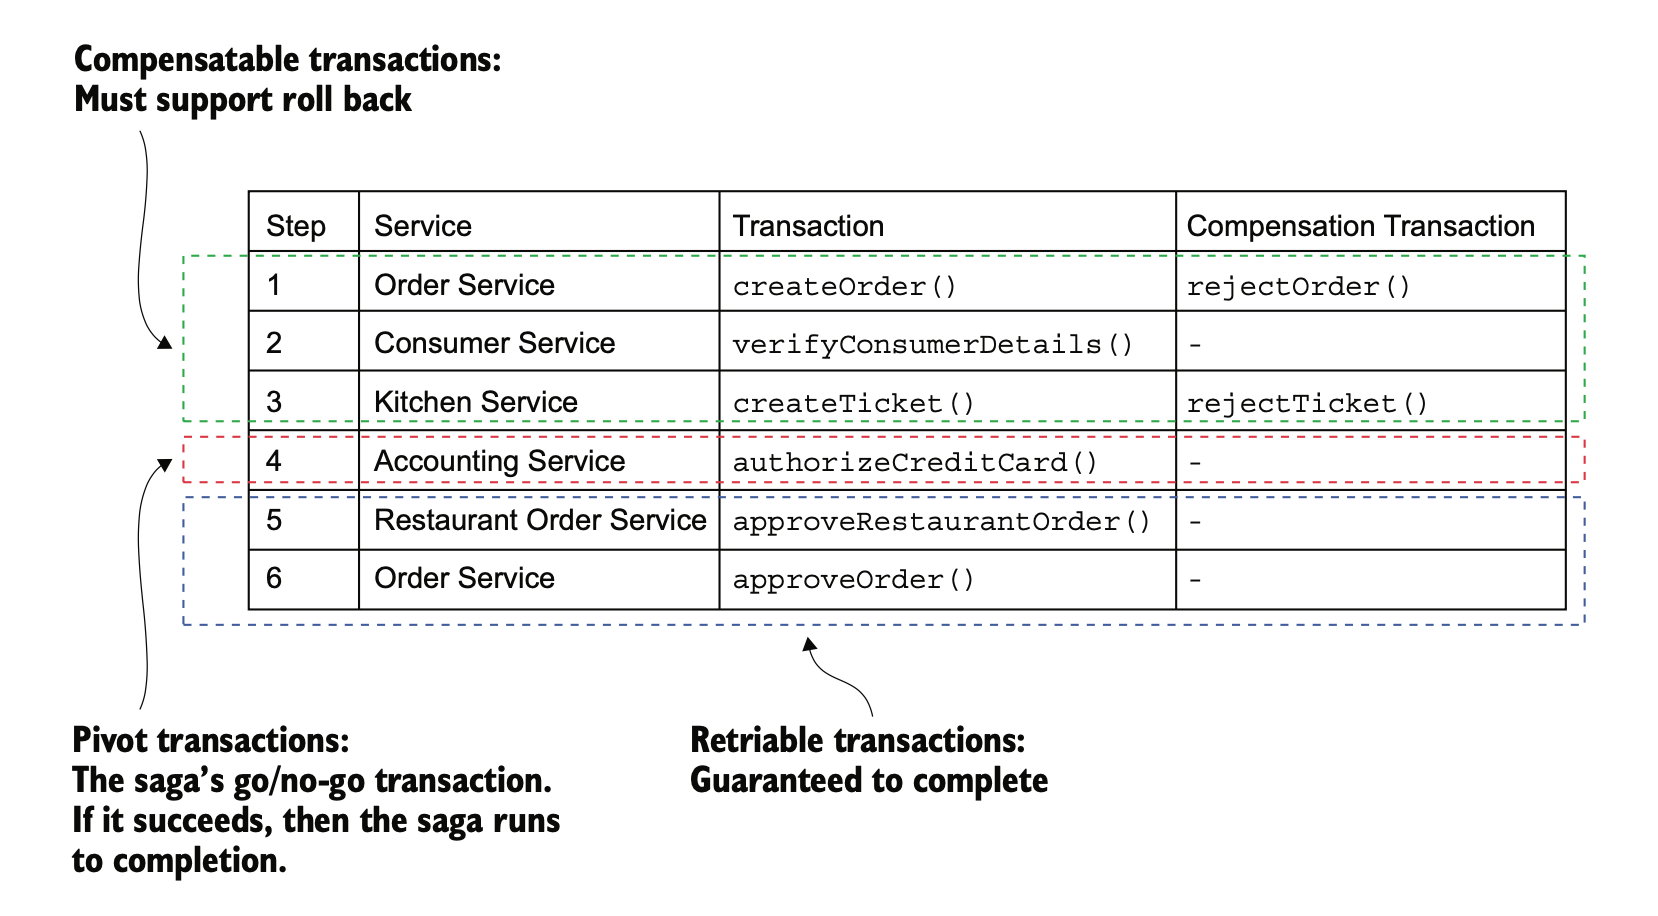 Compensatable transactions:
Must support roll back
Step Service Transaction Compensation Transaction
1 Order Service createOrder() rejectOrder()
2 Consumer Service verifyConsumerDetails() -
3 Kitchen Service createTicket() rejectTicket()
4 Accounting Service authorizeCreditCard() -
5 Restaurant Order Service approveRestaurantOrder() -
6 Order Service approveOrder() -
Pivot transactions:
The saga’s go/no-go transaction.
If it succeeds, then the saga runs
to completion.
Retriable transactions:
Guaranteed to complete